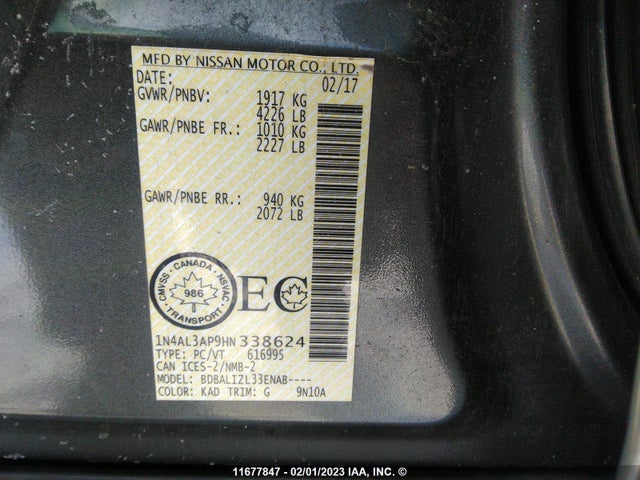 MFD BY NISSAN MOTOR CO., LTD.
DATE: 02/17
GVWR/PNBV: 1917 KG
4226 LB
GAWR/PNBE FR.: 1010 KG
2227 LB
GAWR/PNBE RR.: 940 KG
2072 LB
CANADA
CMVSS · NSVAC
986
TRANSPORT
EC
1N4AL3AP9HN338624
TYPE: PC/VT 616995
CAN ICES-2/NMB-2
MODEL: BDBALIZL33ENAB----
COLOR: KAD TRIM: G 9N10A
11677847 - 02/01/2023 IAA, INC. ©